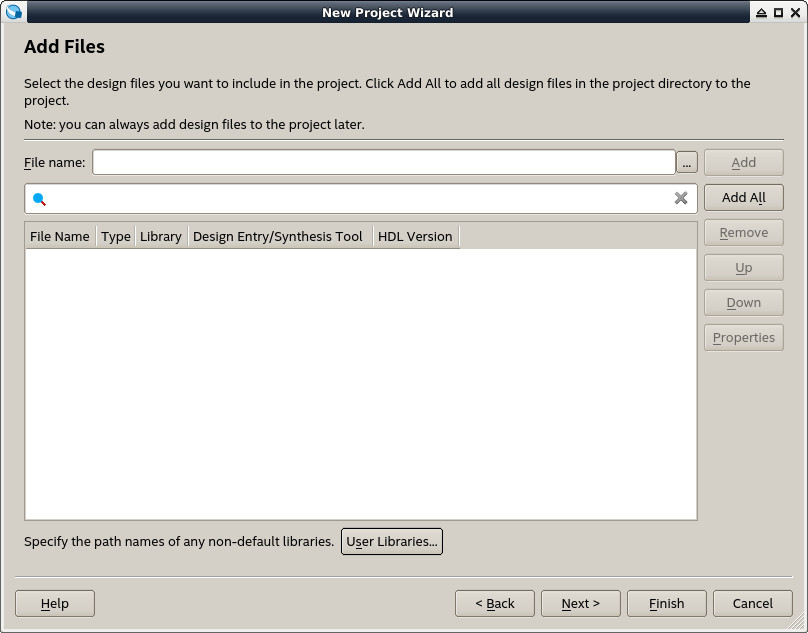 New Project Wizard
Add Files
Select the design files you want to include in the project. Click Add All to add all design files in the project directory to the
project.
Note: you can always add design files to the project later.
File name:
...
Add
Add All
File Name Type Library Design Entry/Synthesis Tool HDL Version
Remove
Up
Down
Properties
Specify the path names of any non-default libraries. User Libraries...
Help < Back Next > Finish Cancel